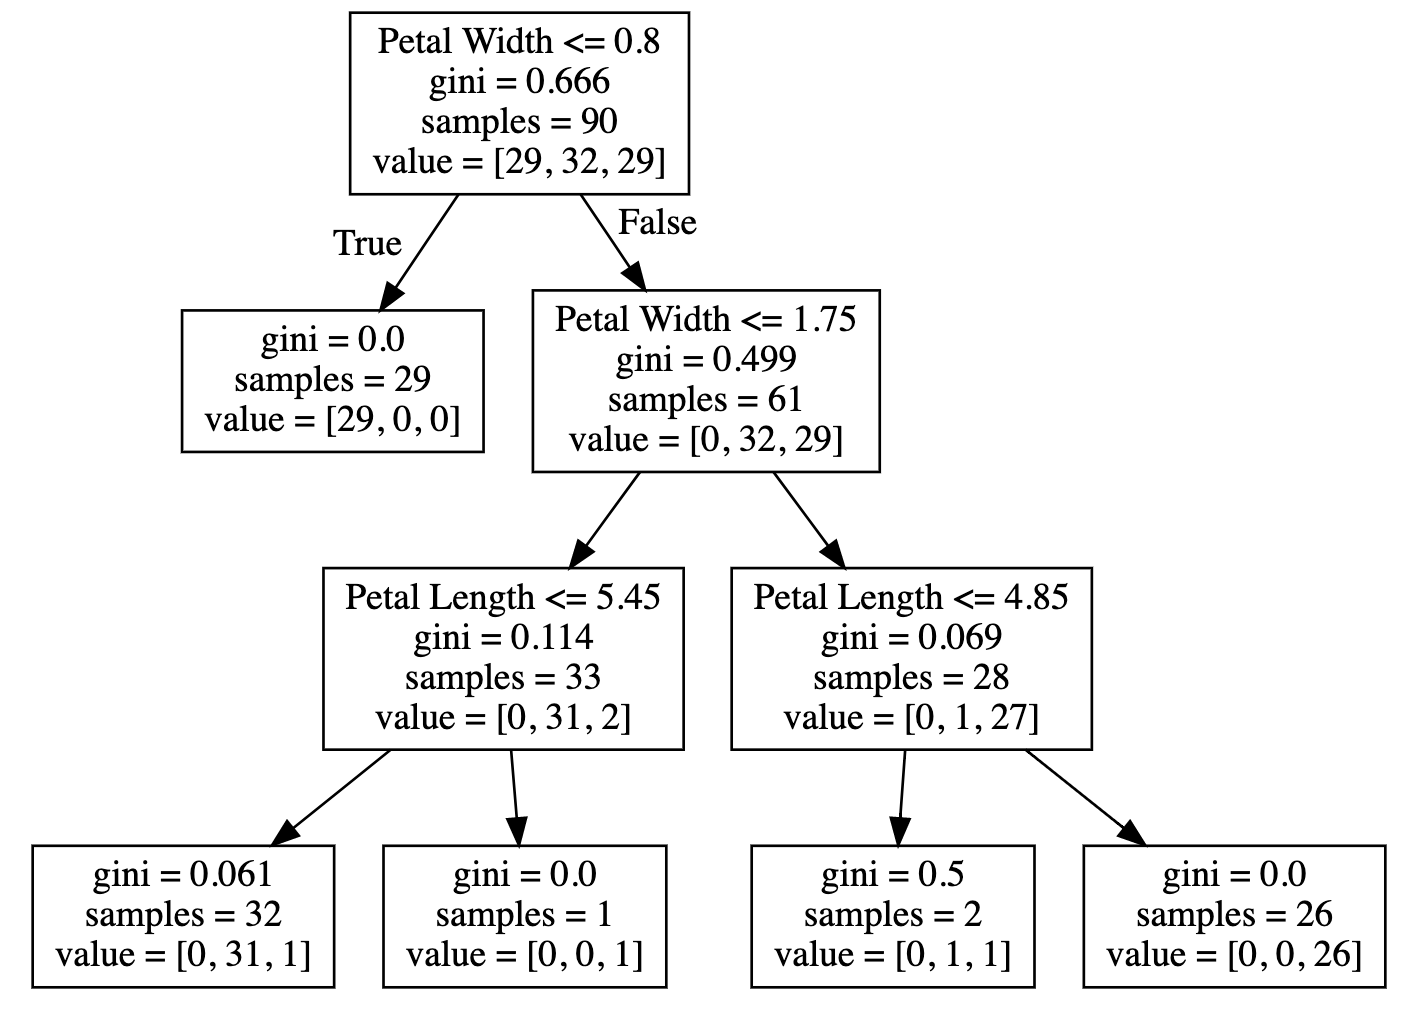 Petal Width <= 0.8
gini = 0.666
samples = 90
value = [29, 32, 29]
True
False
gini = 0.0
samples = 29
value = [29, 0, 0]
Petal Width <= 1.75
gini = 0.499
samples = 61
value = [0, 32, 29]
Petal Length <= 5.45
gini = 0.114
samples = 33
value = [0, 31, 2]
Petal Length <= 4.85
gini = 0.069
samples = 28
value = [0, 1, 27]
gini = 0.061
samples = 32
value = [0, 31, 1]
gini = 0.0
samples = 1
value = [0, 0, 1]
gini = 0.5
samples = 2
value = [0, 1, 1]
gini = 0.0
samples = 26
value = [0, 0, 26]